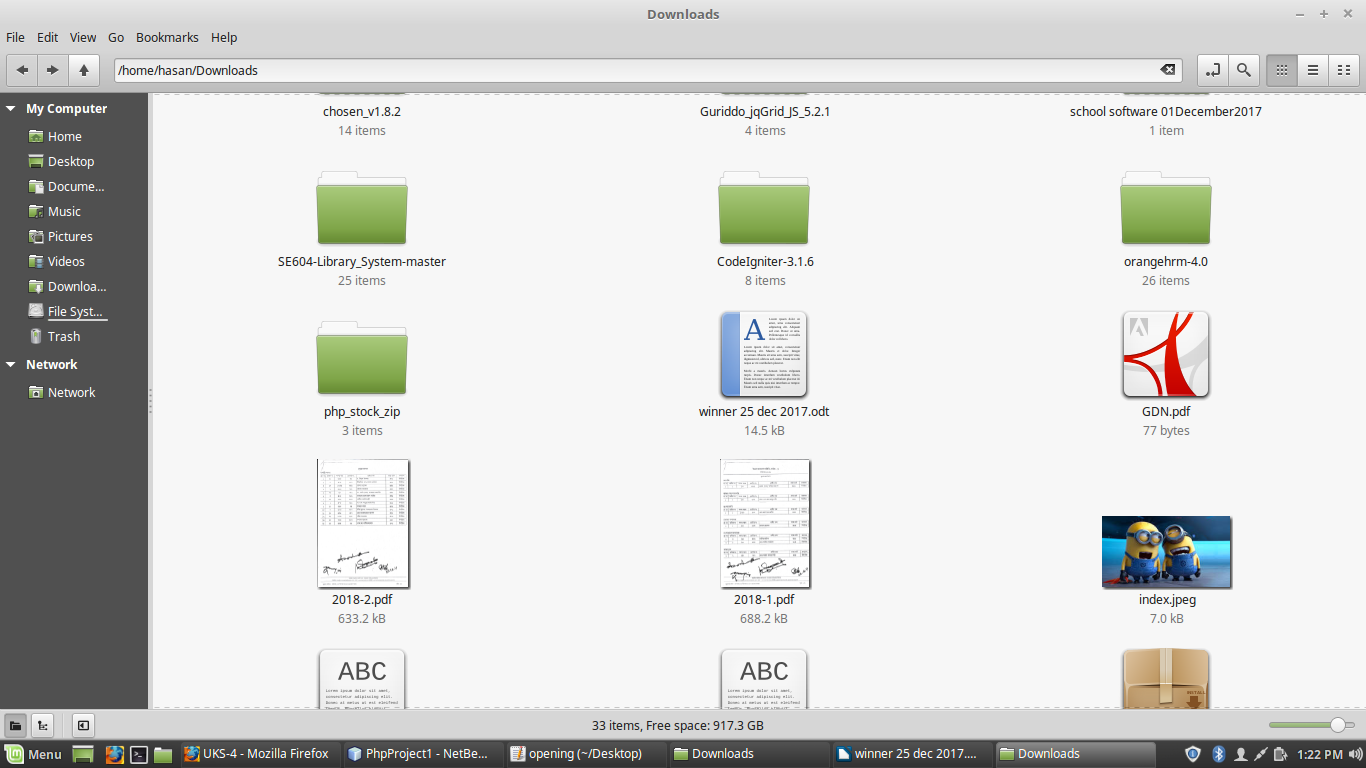 Downloads
File Edit View Go Bookmarks Help
/home/hasan/Downloads
My Computer
Home
Desktop
Docume...
Music
Pictures
Videos
Downloa...
File Syst...
Trash
Network
Network
chosen_v1.8.2
14 items
Guriddo_jqGrid_JS_5.2.1
4 items
school software 01December2017
1 item
SE604-Library_System-master
25 items
CodeIgniter-3.1.6
8 items
orangehrm-4.0
26 items
php_stock_zip
3 items
A
winner 25 dec 2017.odt
14.5 kB
GDN.pdf
77 bytes
2018-2.pdf
633.2 kB
2018-1.pdf
688.2 kB
index.jpeg
7.0 kB
ABC
ABC
33 items, Free space: 917.3 GB
Menu
UKS-4 - Mozilla Firefox
PhpProject1 - NetBe...
opening (~/Desktop)
Downloads
winner 25 dec 2017....
Downloads
1:22 PM